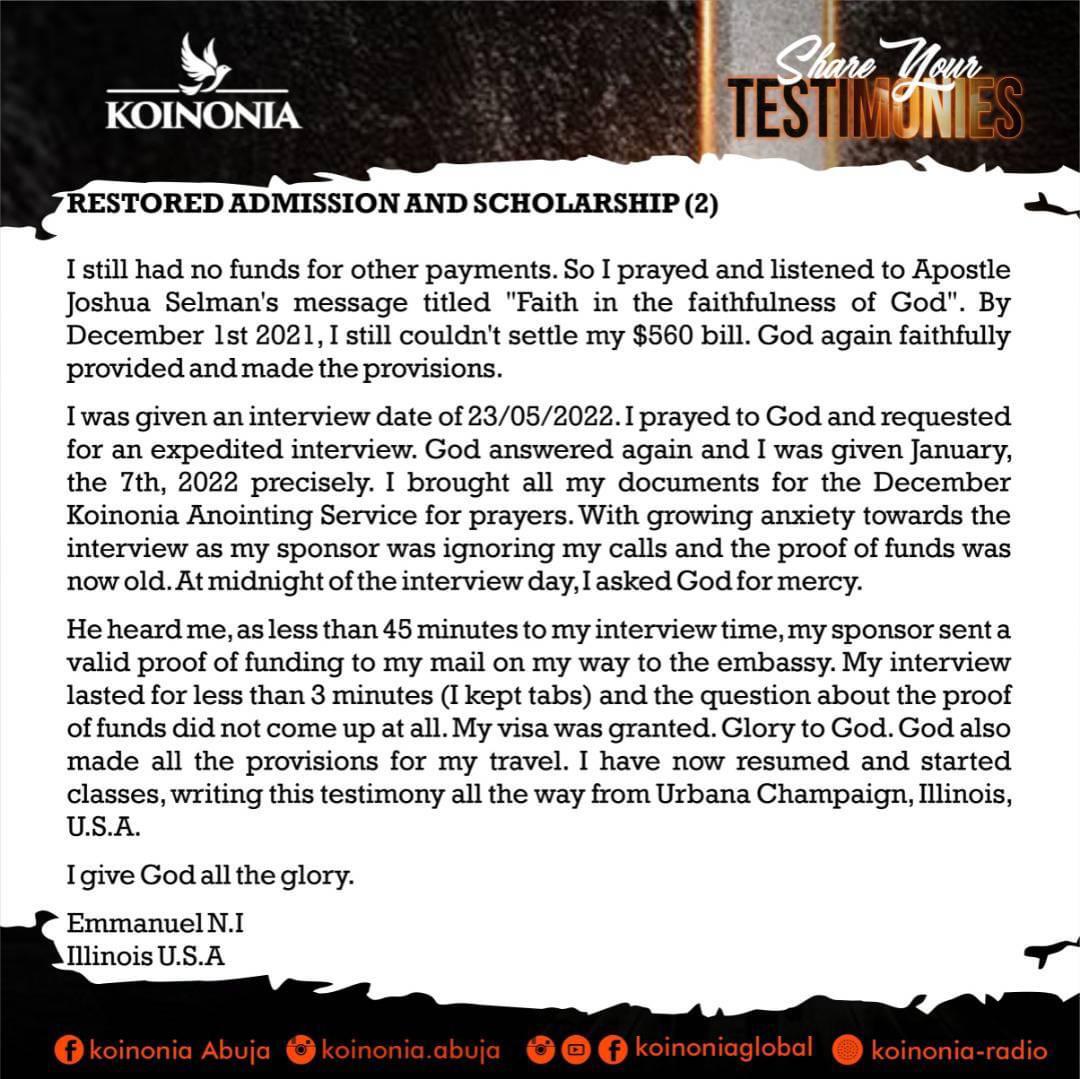 KOINONIA
Share Your
TESTIMONIES
RESTORED ADMISSION AND SCHOLARSHIP (2)
I still had no funds for other payments. So I prayed and listened to Apostle
Joshua Selman's message titled "Faith in the faithfulness of God". By
December 1st 2021, I still couldn't settle my $560 bill. God again faithfully
provided and made the provisions.
I was given an interview date of 23/05/2022. I prayed to God and requested
for an expedited interview. God answered again and I was given January,
the 7th, 2022 precisely. I brought all my documents for the December
Koinonia Anointing Service for prayers. With growing anxiety towards the
interview as my sponsor was ignoring my calls and the proof of funds was
now old. At midnight of the interview day, I asked God for mercy.
He heard me, as less than 45 minutes to my interview time, my sponsor sent a
valid proof of funding to my mail on my way to the embassy. My interview
lasted for less than 3 minutes (I kept tabs) and the question about the proof
of funds did not come up at all. My visa was granted. Glory to God. God also
made all the provisions for my travel. I have now resumed and started
classes, writing this testimony all the way from Urbana Champaign, Illinois,
U.S.A.
I give God all the glory.
Emmanuel N.I
Illinois U.S.A
koinonia Abuja koinonia.abuja koinoniaglobal koinonia-radio